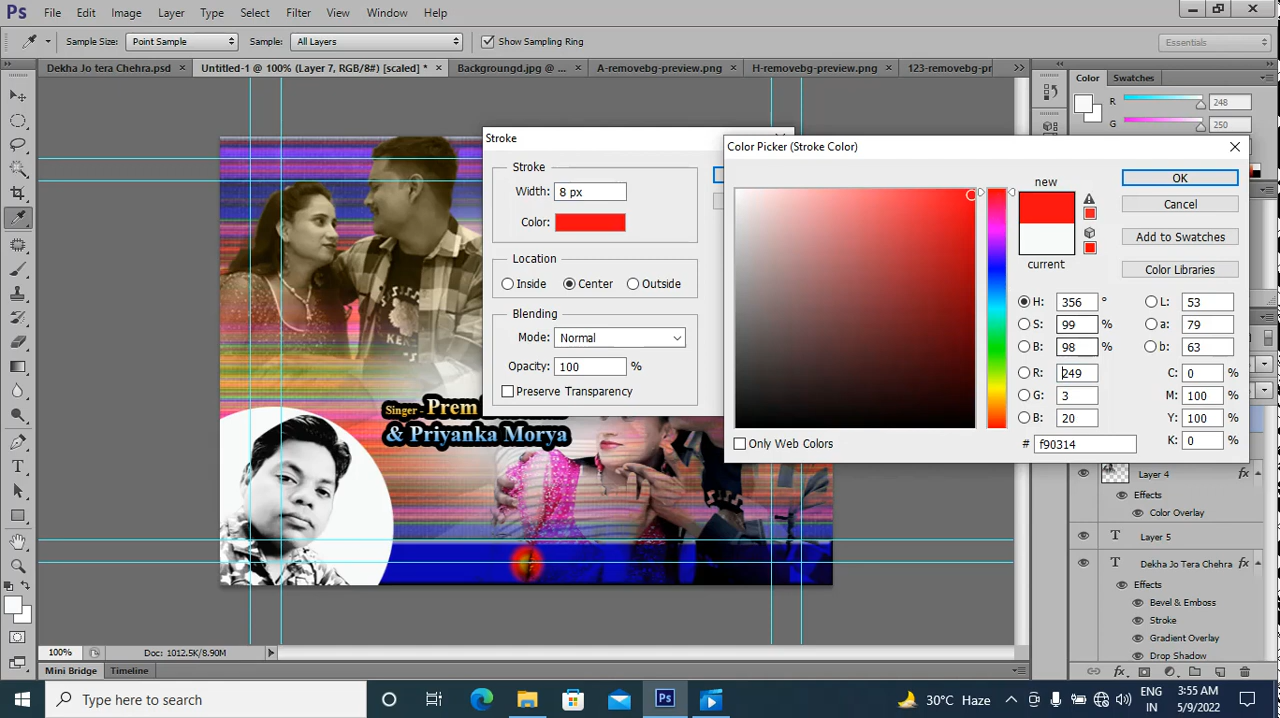 Ps File Edit Image Layer Type Select Filter View Window Help
Sample Size: Point Sample Sample: All Layers Show Sampling Ring Essentials
Dekha Jo tera Chehra.psd × Untitled-1 @ 100% (Layer 7, RGB/8#) [scaled] * × Backgroungd.jpg @ ... × A-removebg-preview.png × H-removebg-preview.png × 123-removebg-pr
Color Swatches
R 248
G 250
Stroke
Stroke
Width: 8 px
Color:
Location
Inside Center Outside
Blending
Mode: Normal
Opacity: 100 %
Preserve Transparency
Color Picker (Stroke Color)
new
current
OK
Cancel
Add to Swatches
Color Libraries
H: 356 °
S: 99 %
B: 98 %
R: 249
G: 3
B: 20
L: 53
a: 79
b: 63
C: 0 %
M: 100 %
Y: 100 %
K: 0 %
# f90314
Only Web Colors
Singer - Prem
& Priyanka Morya
Layer 4 fx
Effects
Color Overlay
T Layer 5
T Dekha Jo Tera Chehra fx
Effects
Bevel & Emboss
Stroke
Gradient Overlay
Drop Shadow
100% Doc: 1012.5K/8.90M
Mini Bridge Timeline
Type here to search
30°C Haze
ENG
IN
3:55 AM
5/9/2022